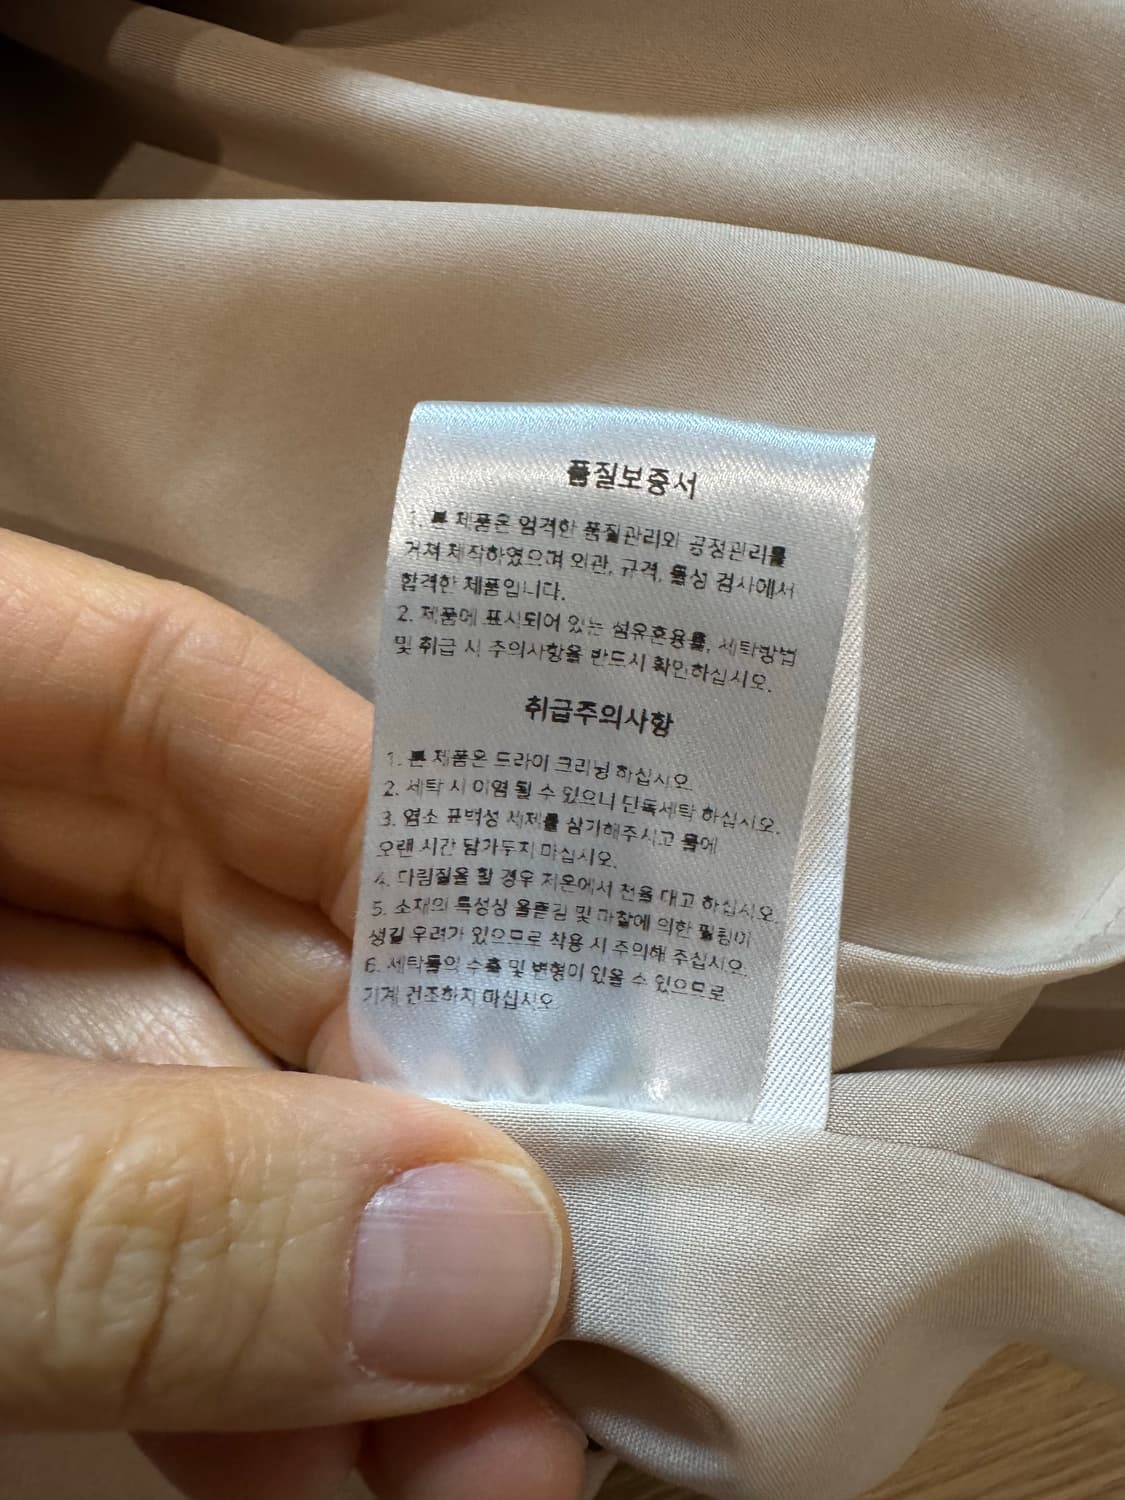 품질보증서
1. 본 제품은 엄격한 품질관리와 공정관리를
거쳐 제작하였으며 외관, 규격, 물성 검사에서
합격한 제품입니다.
2. 제품에 표시되어 있는 섬유혼용률, 세탁방법
및 취급 시 주의사항을 반드시 확인하십시오.
취급주의사항
1. 본 제품은 드라이 크리닝 하십시오.
2. 세탁 시 이염 될 수 있으니 단독세탁 하십시오.
3. 염소 표백성 세제를 삼가해주시고 물에
오랜 시간 담가두지 마십시오.
4. 다림질을 할 경우 저온에서 천을 대고 하십시오.
5. 소재의 특성상 올뜯김 및 마찰에 의한 필링이
생길 우려가 있으므로 착용 시 주의해 주십시오.
6. 세탁물의 수축 및 변형이 있을 수 있으므로
기계 건조하지 마십시오